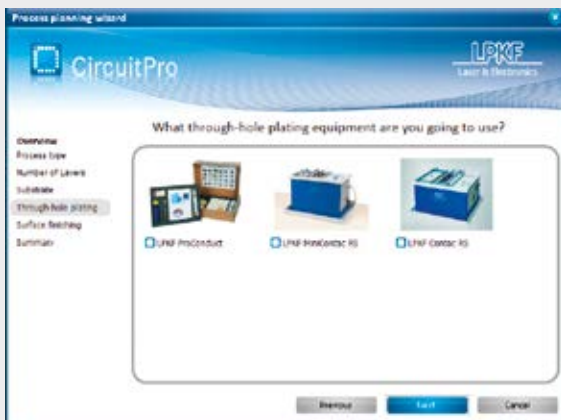 Process planning wizard
CircuitPro
LPKF
Laser & Electronics
What through-hole plating equipment are you going to use?
Overview
Process type
Number of Layers
Substrate
Through-hole plating
Surface finishing
Summary
LPKF ProConduct
LPKF MiniContac RS
LPKF Contac RS
Previous
Next
Cancel